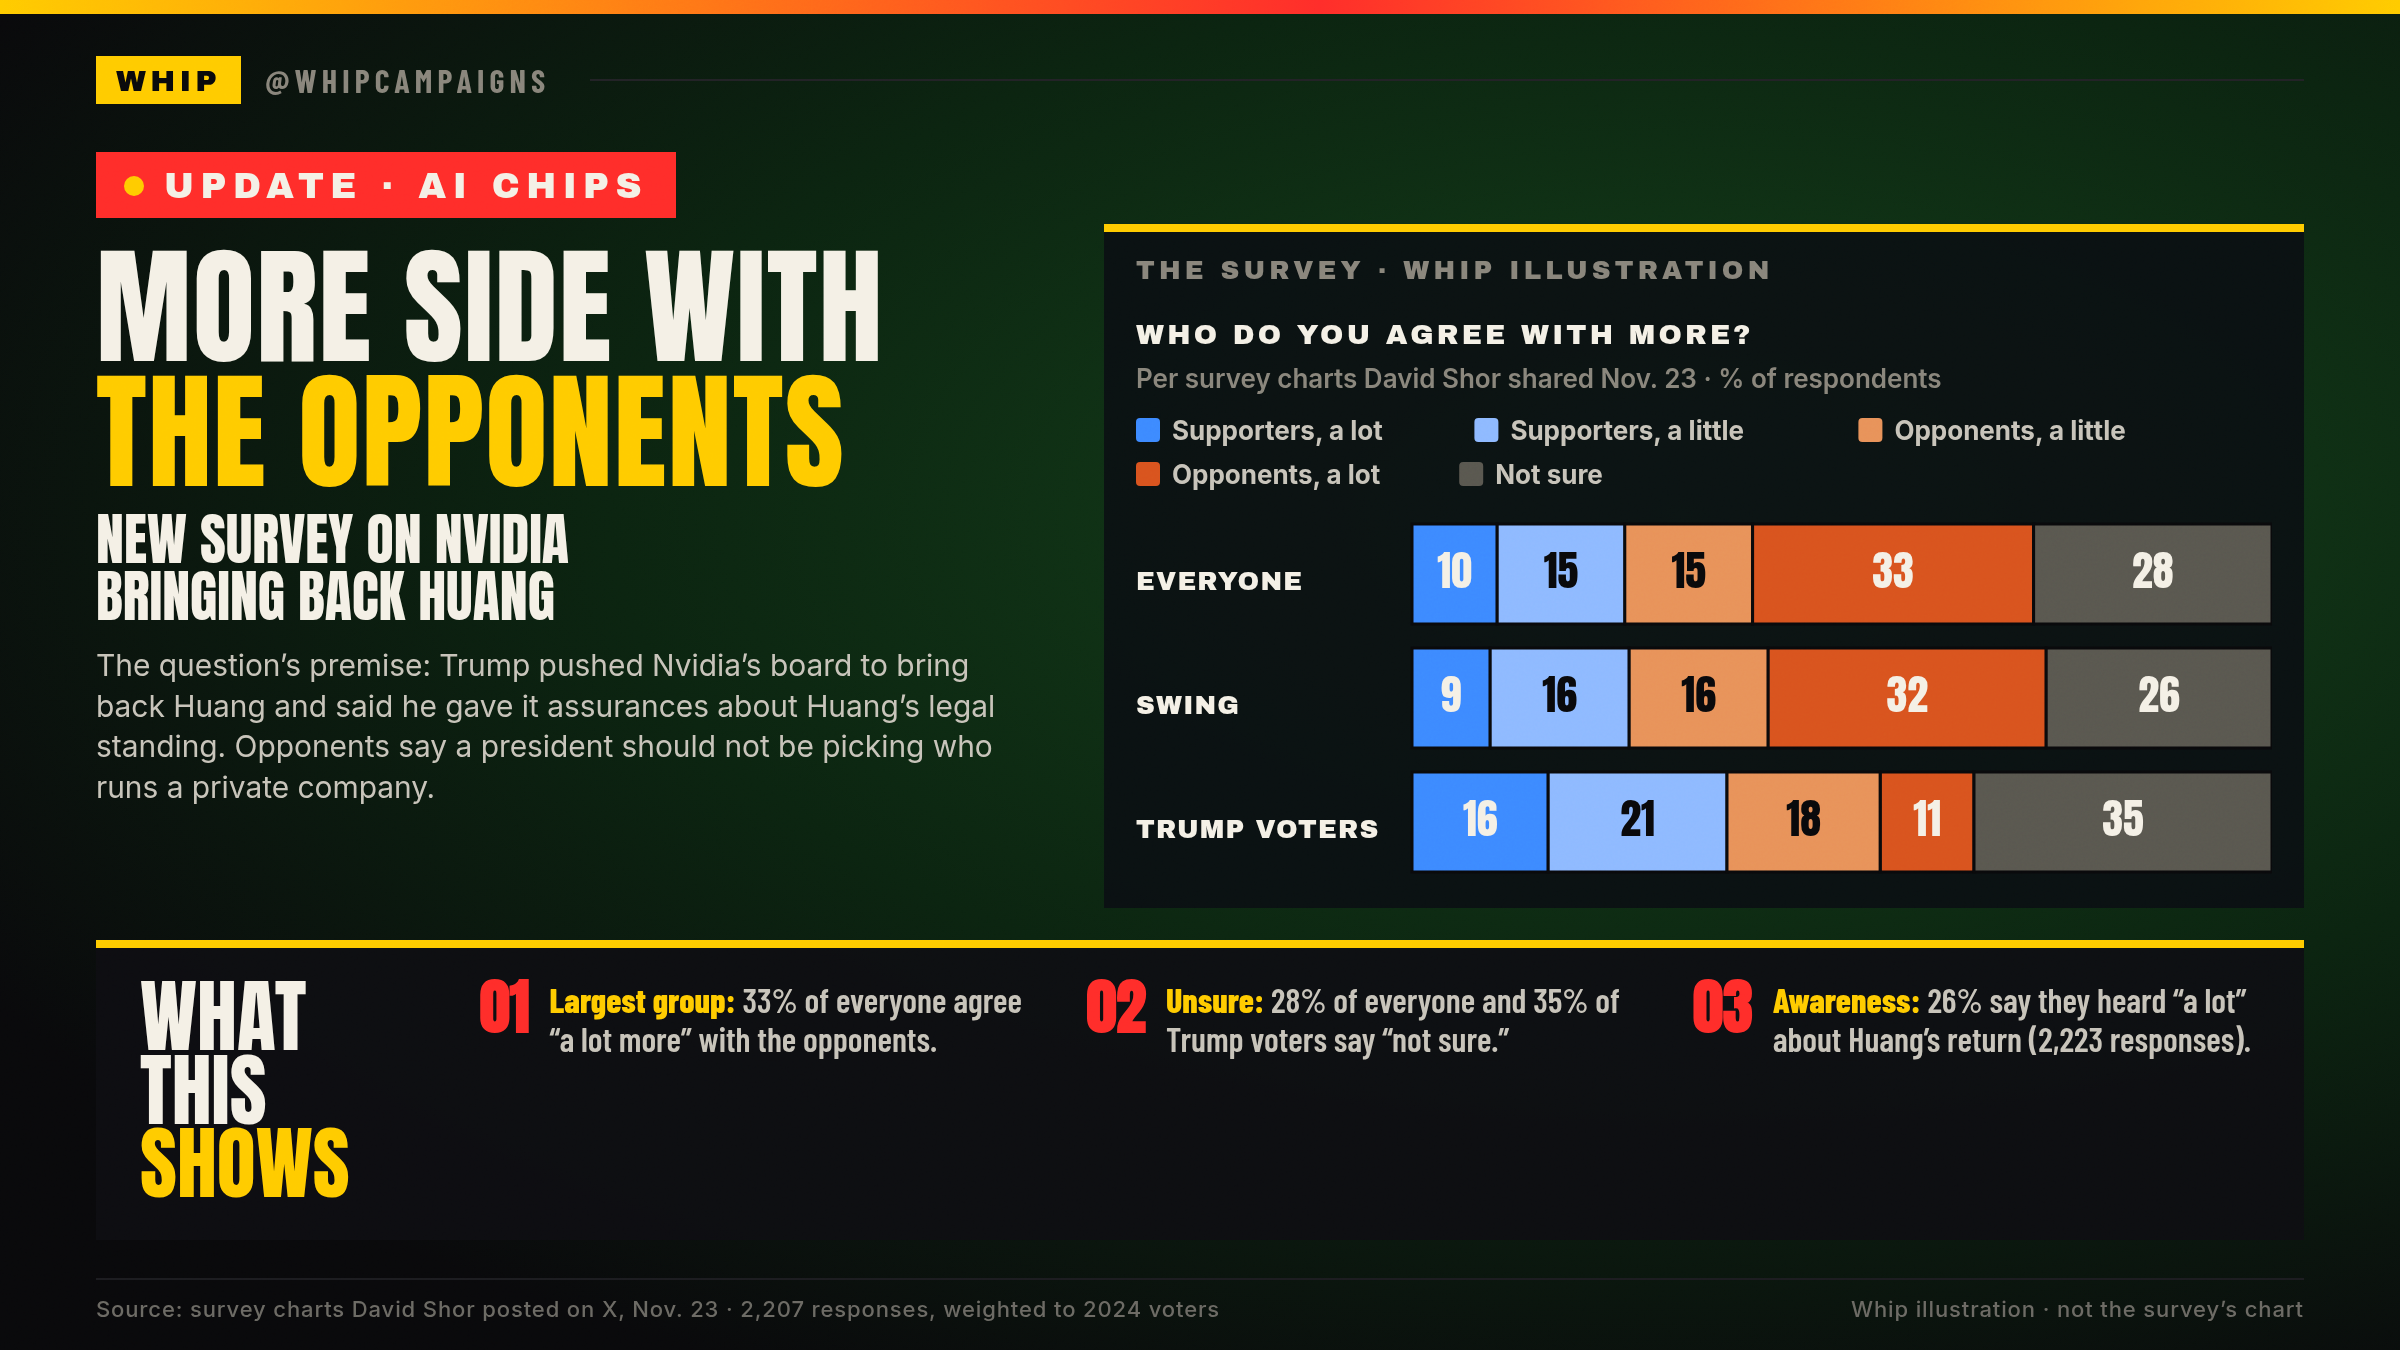 WHIP @WHIPCAMPAIGNS
UPDATE · AI CHIPS
MORE SIDE WITH
THE OPPONENTS
NEW SURVEY ON NVIDIA
BRINGING BACK HUANG
The question’s premise: Trump pushed Nvidia’s board to bring
back Huang and said he gave it assurances about Huang’s legal
standing. Opponents say a president should not be picking who
runs a private company.
THE SURVEY · WHIP ILLUSTRATION
WHO DO YOU AGREE WITH MORE?
Per survey charts David Shor shared Nov. 23 · % of respondents
Supporters, a lot Supporters, a little Opponents, a little
Opponents, a lot Not sure
EVERYONE 10 15 15 33 28
SWING 9 16 16 32 26
TRUMP VOTERS 16 21 18 11 35
WHAT
THIS
SHOWS
01 Largest group: 33% of everyone agree
“a lot more” with the opponents.
02 Unsure: 28% of everyone and 35% of
Trump voters say “not sure.”
03 Awareness: 26% say they heard “a lot”
about Huang’s return (2,223 responses).
Source: survey charts David Shor posted on X, Nov. 23 · 2,207 responses, weighted to 2024 voters
Whip illustration · not the survey’s chart